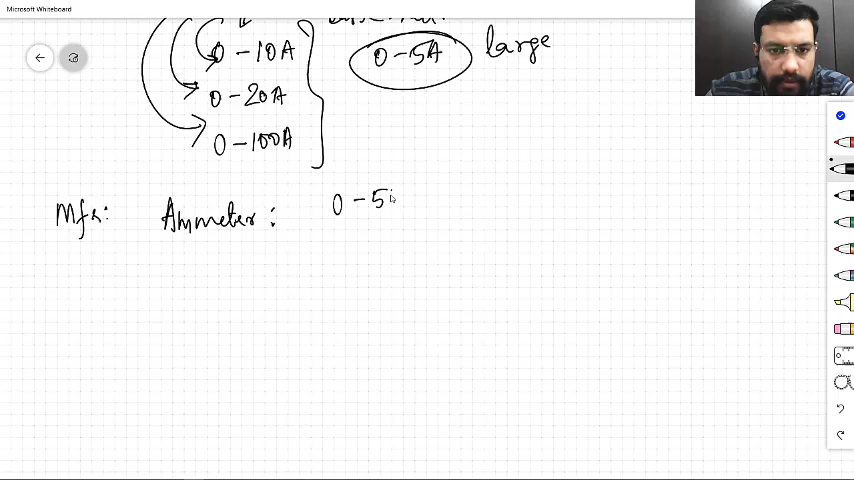 Microsoft Whiteboard
0 - 10A
0 - 5A large
0 - 20A
0 - 100A
Mfr: Ammeter : 0 - 5